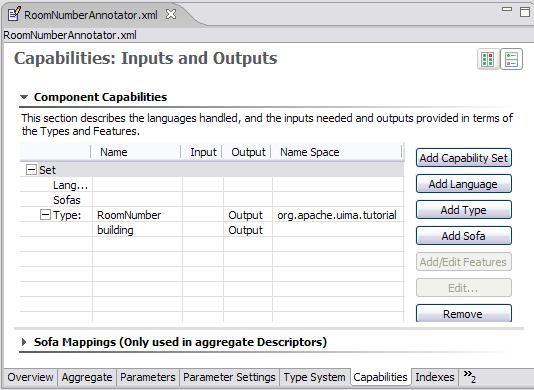 RoomNumberAnnotator.xml
RoomNumberAnnotator.xml
Capabilities: Inputs and Outputs
Component Capabilities
This section describes the languages handled, and the inputs needed and outputs provided in terms of
the Types and Features.
Name Input Output Name Space
Set
Lang...
Sofas
Type: RoomNumber Output org.apache.uima.tutorial
building Output
Add Capability Set
Add Language
Add Type
Add Sofa
Add/Edit Features
Edit...
Remove
Sofa Mappings (Only used in aggregate Descriptors)
Overview Aggregate Parameters Parameter Settings Type System Capabilities Indexes »2